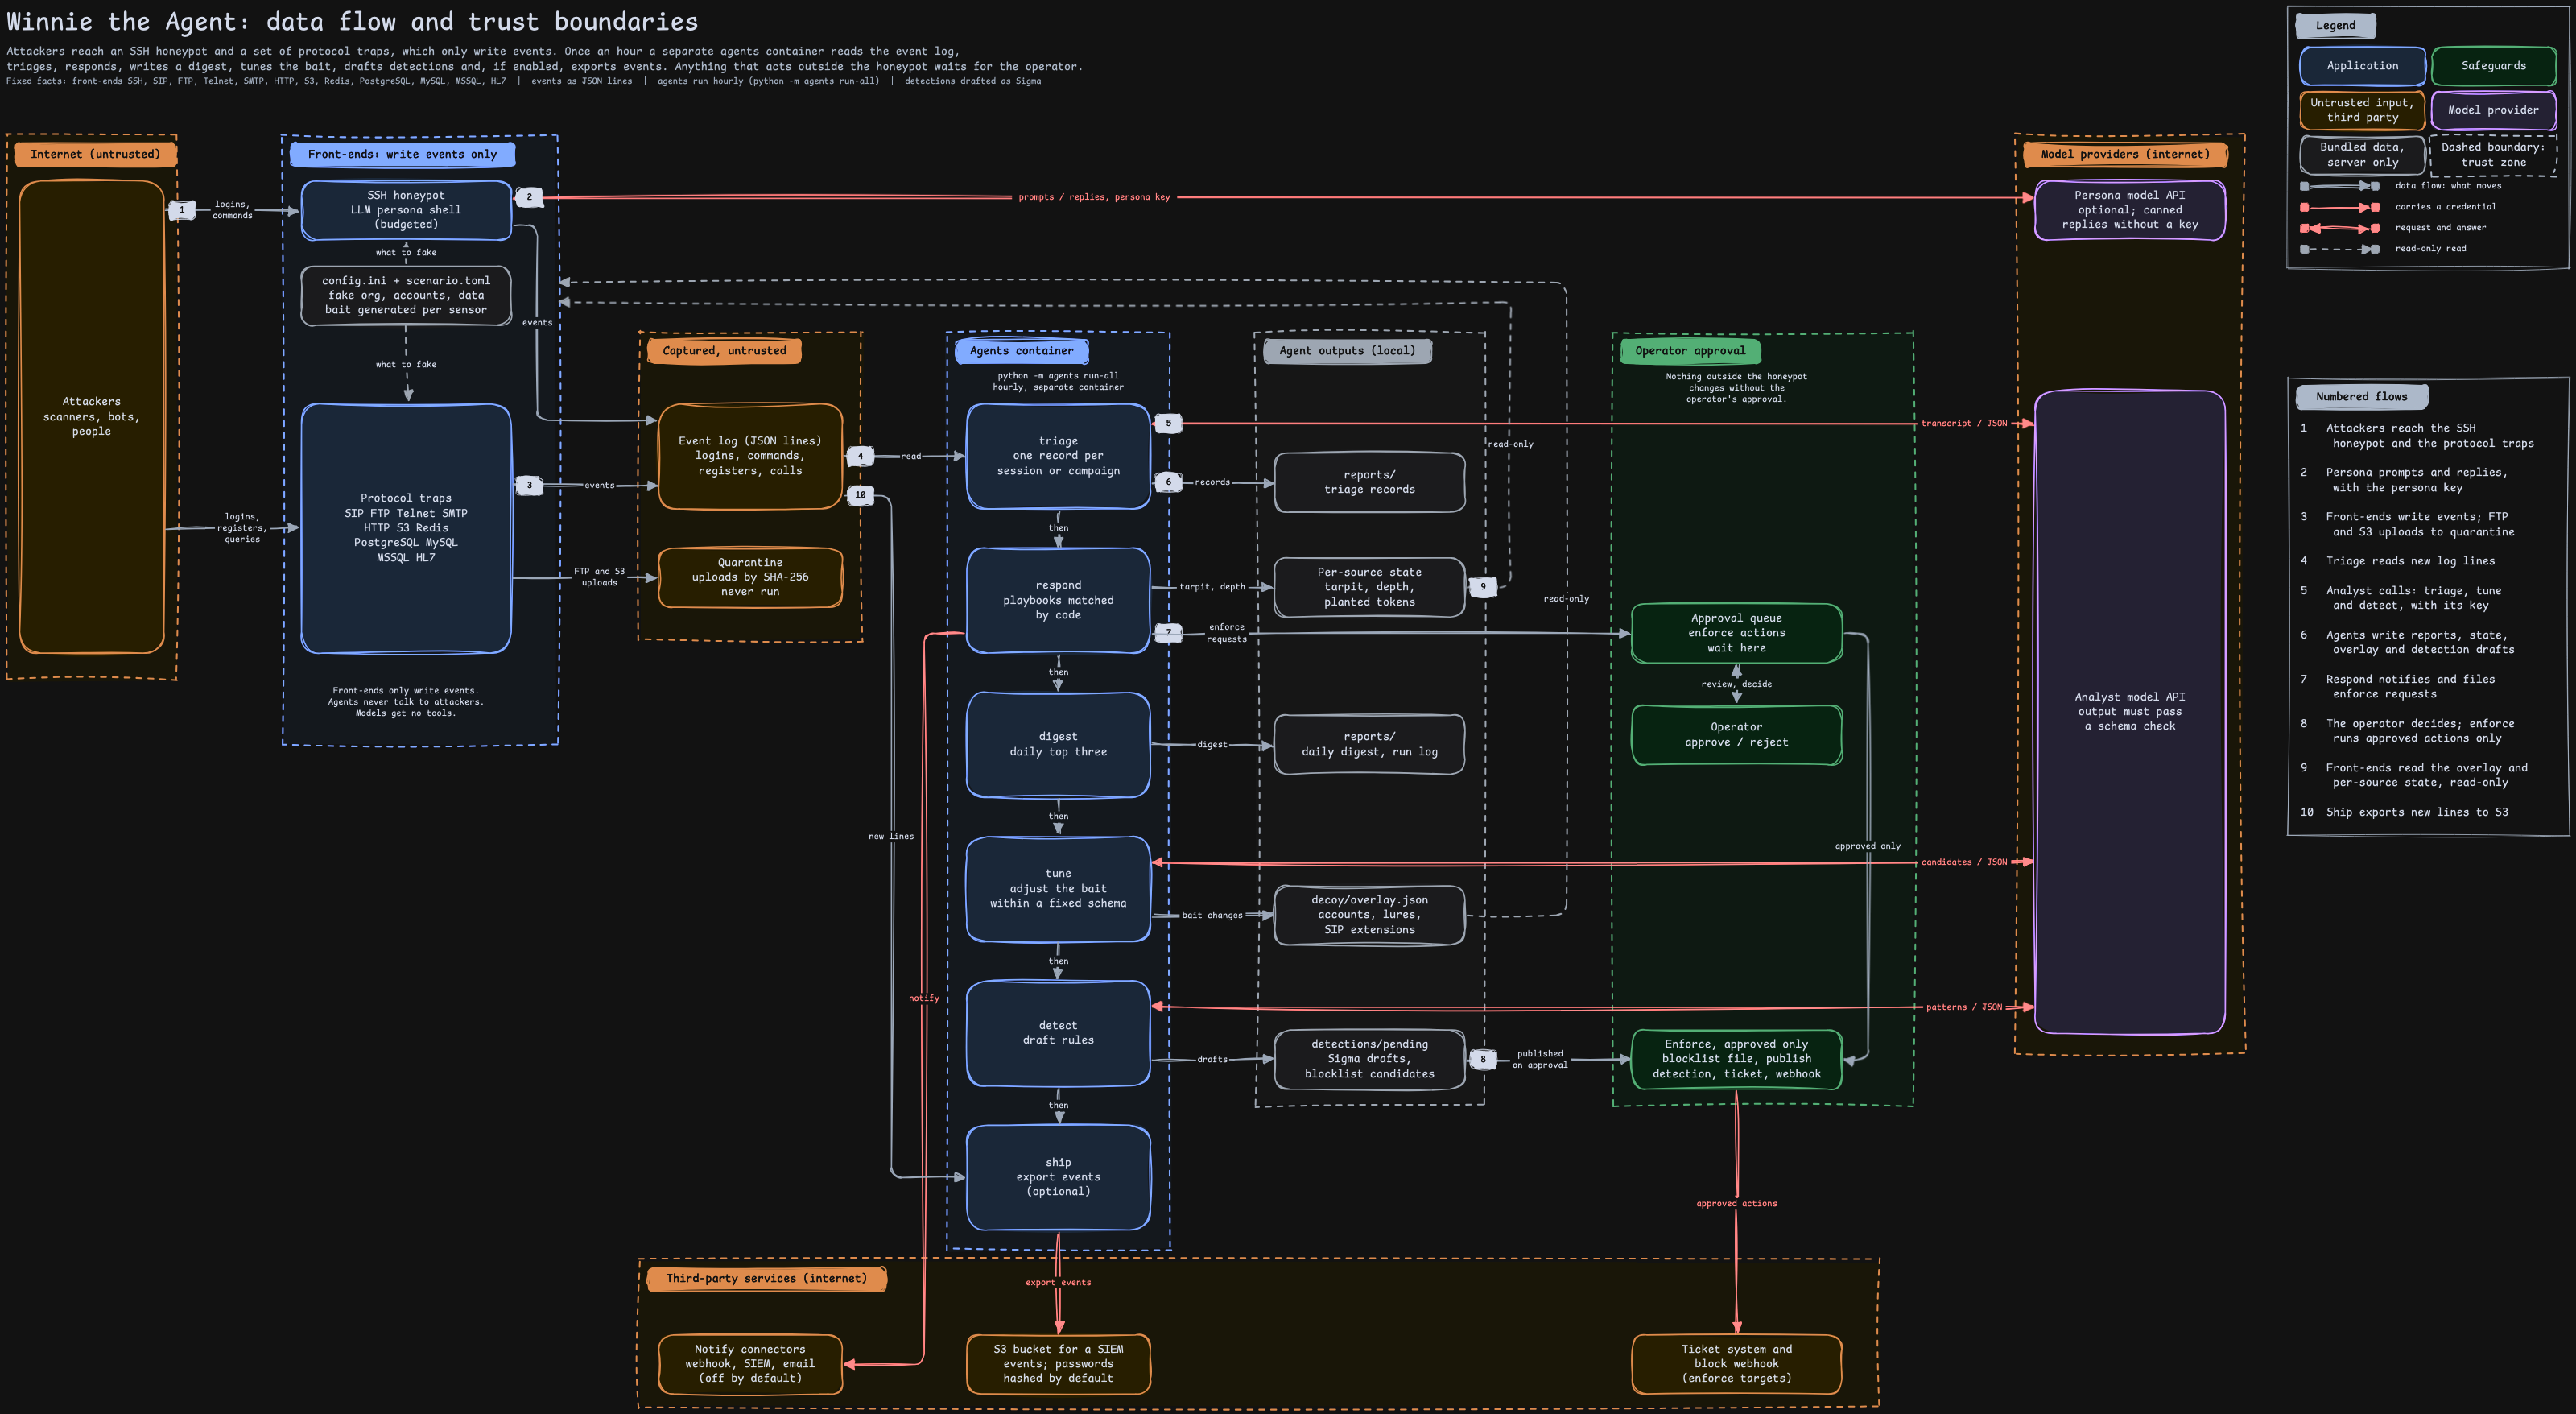 Winnie the Agent: data flow and trust boundaries
Attackers reach an SSH honeypot and a set of protocol traps, which only write events. Once an hour a separate agents container reads the event log,
triages, responds, writes a digest, tunes the bait, drafts detections and, if enabled, exports events. Anything that acts outside the honeypot waits for the operator.
Fixed facts: front-ends SSH, SIP, FTP, Telnet, SMTP, HTTP, S3, Redis, PostgreSQL, MySQL, MSSQL, HL7 | events as JSON lines | agents run hourly (python -m agents run-all) | detections drafted as Sigma
Internet (untrusted)
Attackers
scanners, bots,
people
1
logins,
commands
logins,
registers,
queries
Front-ends: write events only
SSH honeypot
LLM persona shell
(budgeted)
what to fake
config.ini + scenario.toml
fake org, accounts, data
bait generated per sensor
what to fake
Protocol traps
SIP FTP Telnet SMTP
HTTP S3 Redis
PostgreSQL MySQL
MSSQL HL7
Front-ends only write events.
Agents never talk to attackers.
Models get no tools.
2
prompts / replies, persona key
events
3
events
FTP and S3
uploads
Captured, untrusted
Event log (JSON lines)
logins, commands,
registers, calls
Quarantine
uploads by SHA-256
never run
4
read
10
new lines
notify
Agents container
python -m agents run-all
hourly, separate container
triage
one record per
session or campaign
then
respond
playbooks matched
by code
then
digest
daily top three
then
tune
adjust the bait
within a fixed schema
then
detect
draft rules
then
ship
export events
(optional)
5
transcript / JSON
6
records
tarpit, depth
7
enforce
requests
digest
candidates / JSON
bait changes
patterns / JSON
drafts
Agent outputs (local)
reports/
triage records
Per-source state
tarpit, depth,
planted tokens
reports/
daily digest, run log
decoy/overlay.json
accounts, lures,
SIP extensions
detections/pending
Sigma drafts,
blocklist candidates
9
read-only
read-only
8
published
on approval
Operator approval
Nothing outside the honeypot
changes without the
operator's approval.
Approval queue
enforce actions
wait here
review, decide
Operator
approve / reject
approved only
Enforce, approved only
blocklist file, publish
detection, ticket, webhook
approved actions
Model providers (internet)
Persona model API
optional; canned
replies without a key
Analyst model API
output must pass
a schema check
Third-party services (internet)
export events
Notify connectors
webhook, SIEM, email
(off by default)
S3 bucket for a SIEM
events; passwords
hashed by default
Ticket system and
block webhook
(enforce targets)
Legend
Application
Safeguards
Untrusted input,
third party
Model provider
Bundled data,
server only
Dashed boundary:
trust zone
data flow: what moves
carries a credential
request and answer
read-only read
Numbered flows
1 Attackers reach the SSH
honeypot and the protocol traps
2 Persona prompts and replies,
with the persona key
3 Front-ends write events; FTP
and S3 uploads to quarantine
4 Triage reads new log lines
5 Analyst calls: triage, tune
and detect, with its key
6 Agents write reports, state,
overlay and detection drafts
7 Respond notifies and files
enforce requests
8 The operator decides; enforce
runs approved actions only
9 Front-ends read the overlay and
per-source state, read-only
10 Ship exports new lines to S3